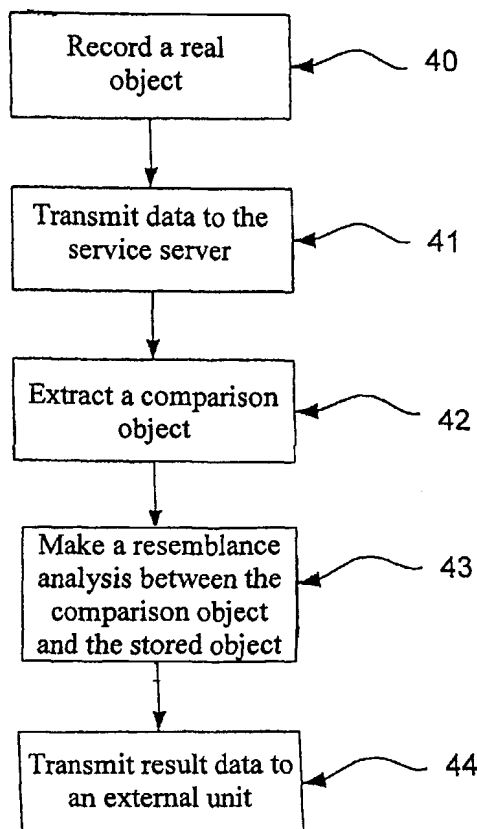 Record a real
object
40
Transmit data to the
service server
41
Extract a comparison
object
42
Make a resemblance
analysis between the
comparison object
and the stored object
43
Transmit result data to
an external unit
44